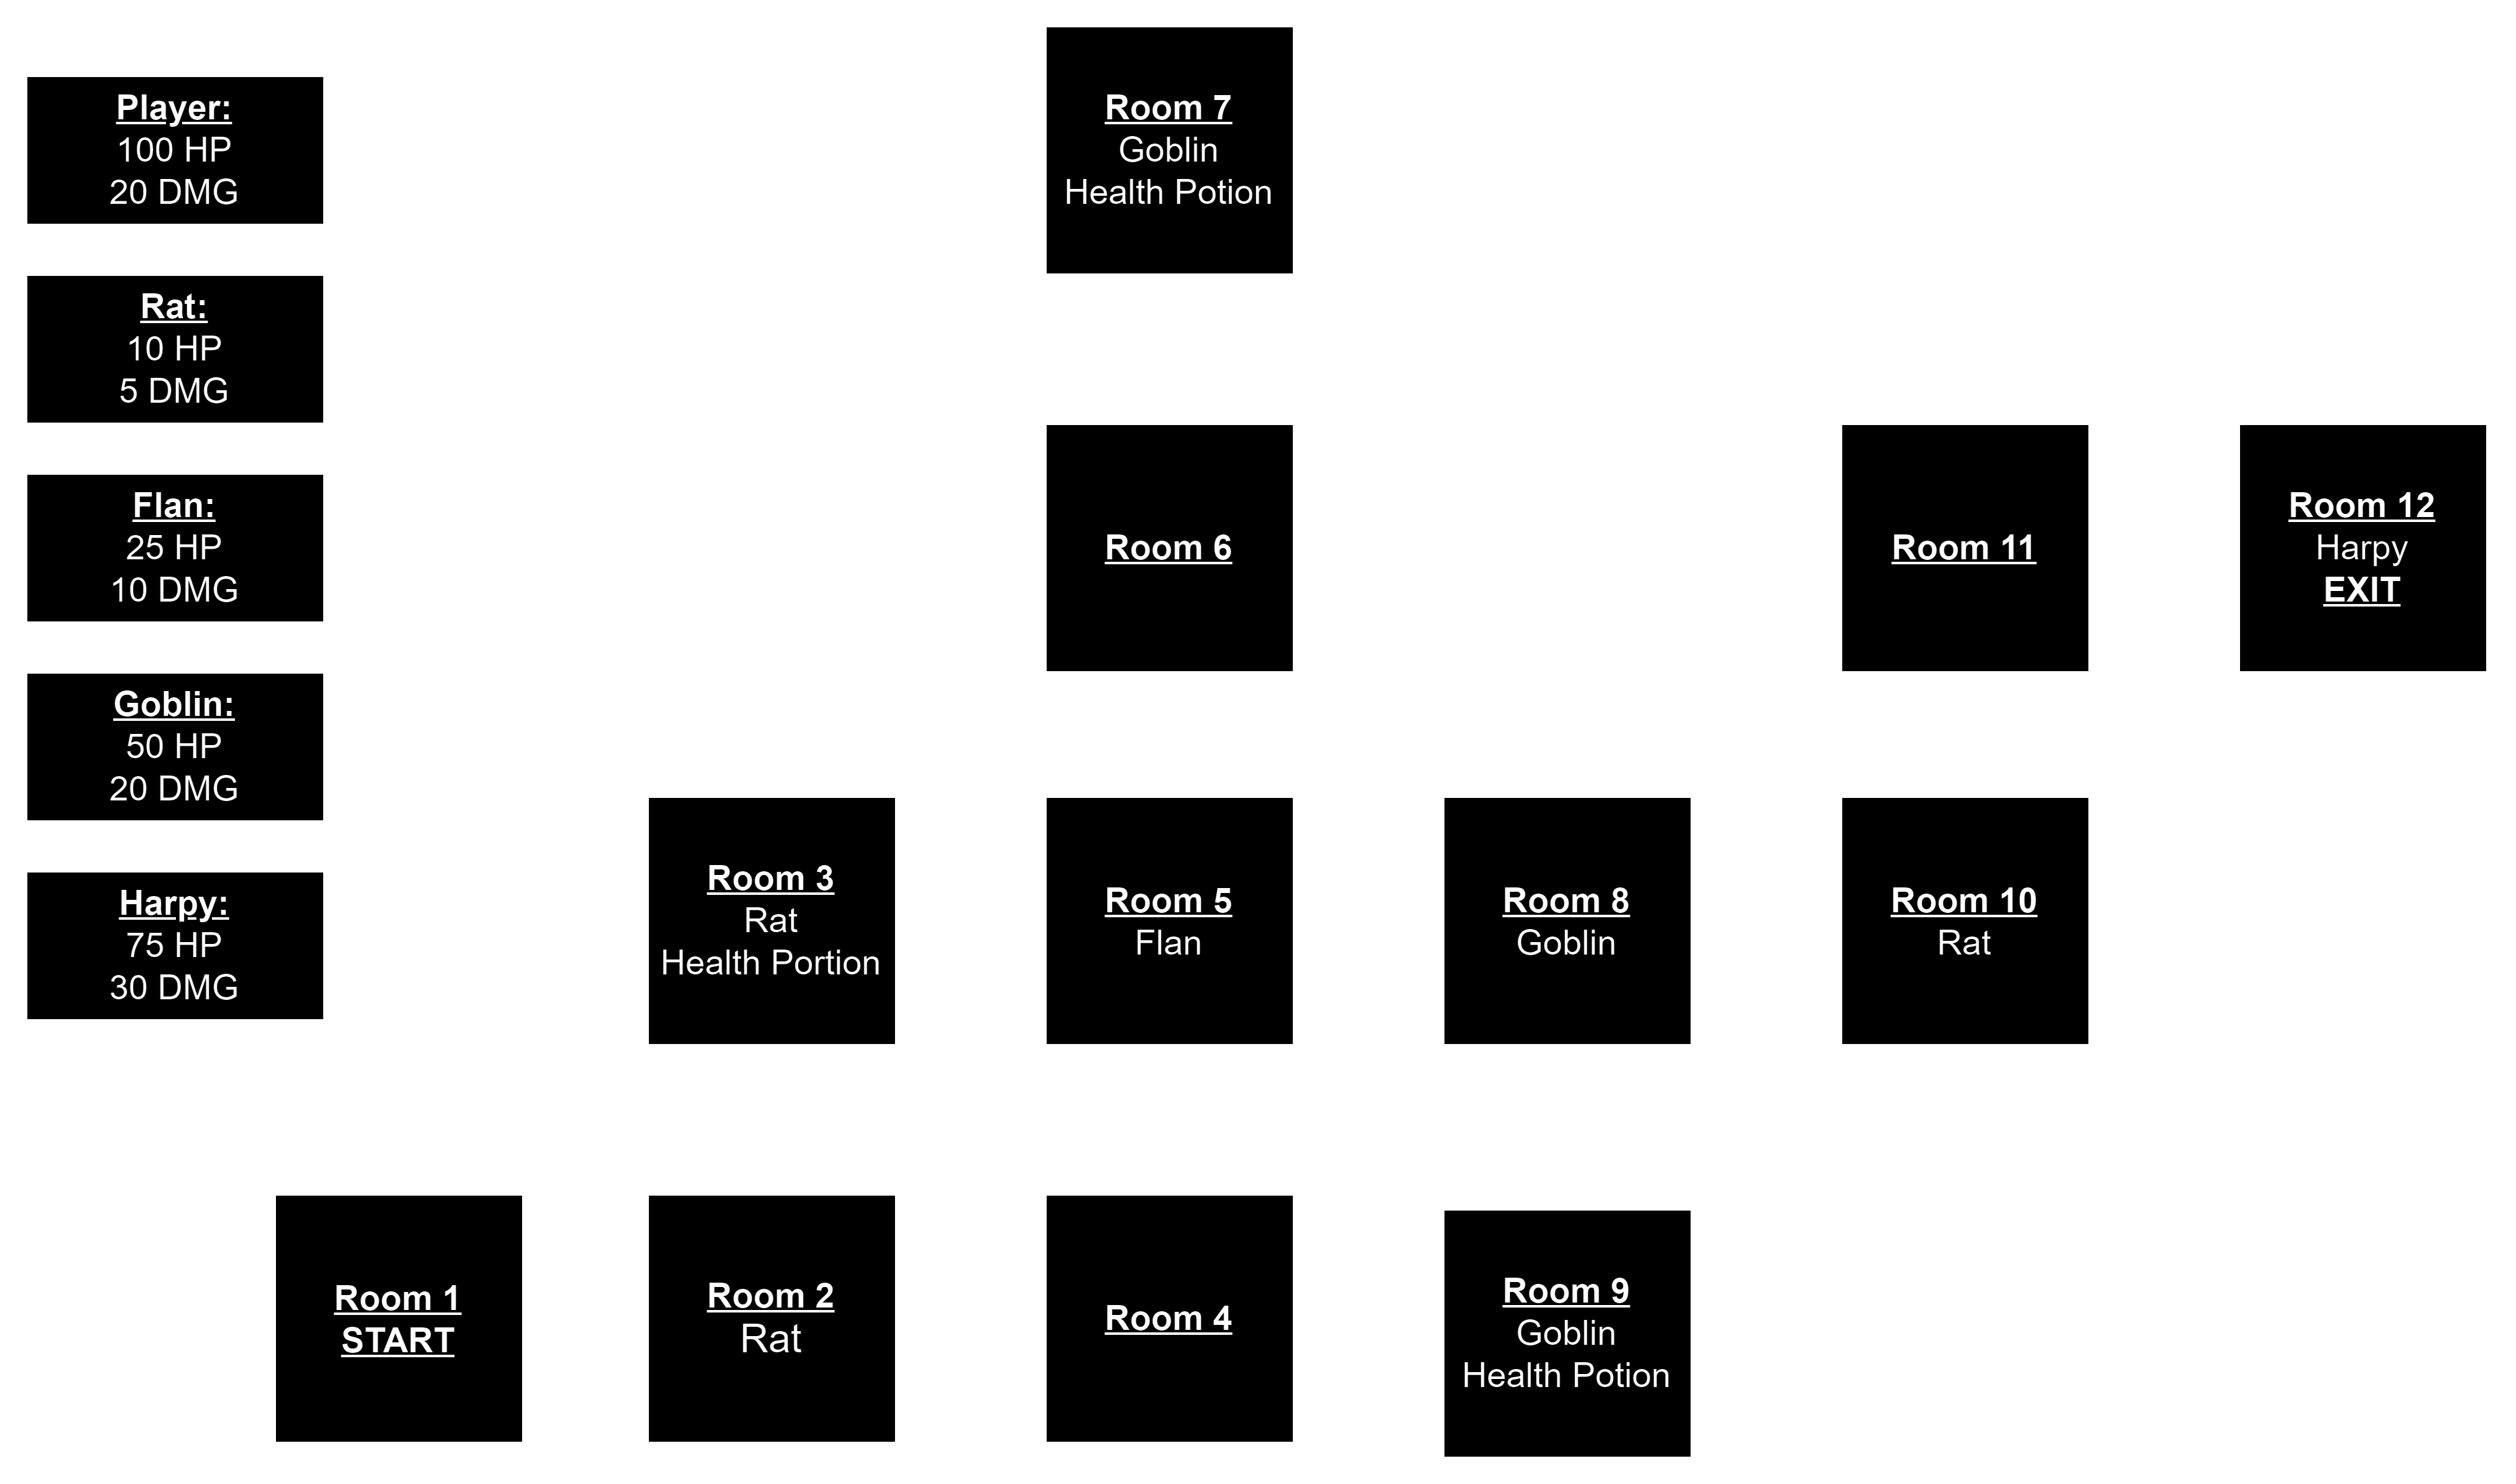 Player:
100 HP
20 DMG
Rat:
10 HP
5 DMG
Flan:
25 HP
10 DMG
Goblin:
50 HP
20 DMG
Harpy:
75 HP
30 DMG
Room 7
Goblin
Health Potion
Room 6
Room 11
Room 12
Harpy
EXIT
Room 3
Rat
Health Portion
Room 5
Flan
Room 8
Goblin
Room 10
Rat
Room 1
START
Room 2
Rat
Room 4
Room 9
Goblin
Health Potion